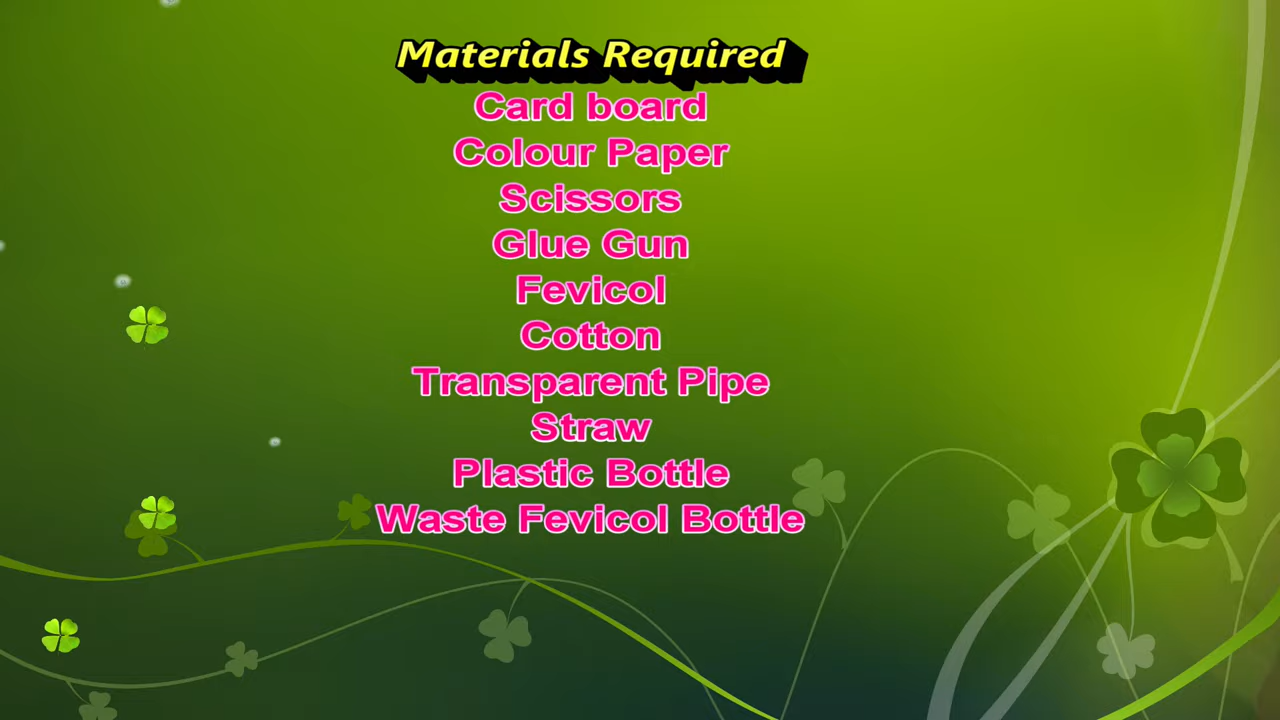 Materials Required
Card board
Colour Paper
Scissors
Glue Gun
Fevicol
Cotton
Transparent Pipe
Straw
Plastic Bottle
Waste Fevicol Bottle